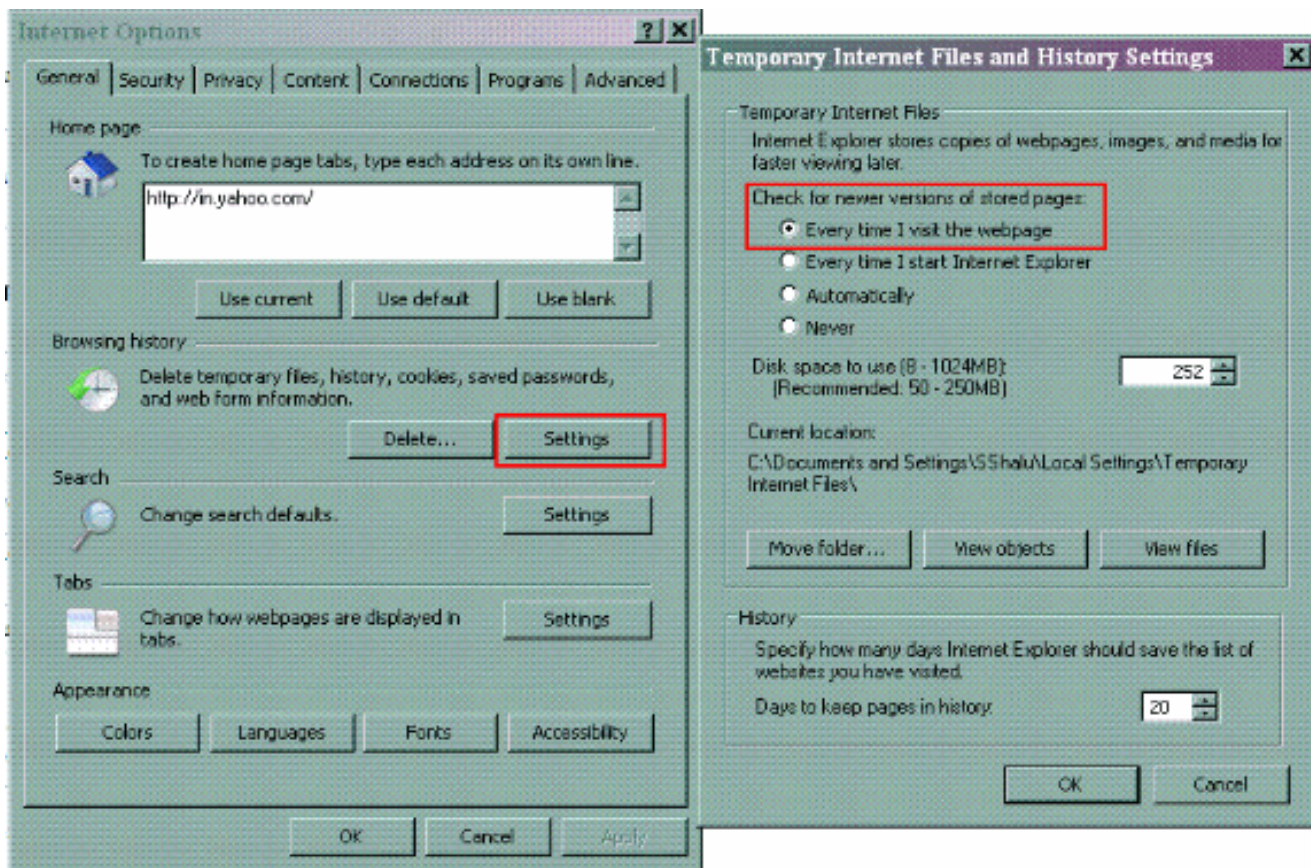 Internet Options
General Security Privacy Content Connections Programs Advanced
Home page
To create home page tabs, type each address on its own line.
http://in.yahoo.com/
Use current Use default Use blank
Browsing history
Delete temporary files, history, cookies, saved passwords,
and web form information.
Delete... Settings
Search
Change search defaults.
Settings
Tabs
Change how webpages are displayed in
tabs.
Settings
Appearance
Colors Languages Fonts Accessibility
OK Cancel Apply
Temporary Internet Files and History Settings
Temporary Internet Files
Internet Explorer stores copies of webpages, images, and media for
faster viewing later.
Check for newer versions of stored pages:
Every time I visit the webpage
Every time I start Internet Explorer
Automatically
Never
Disk space to use (8 - 1024MB)
(Recommended: 50 - 250MB)
252
Current location:
C:\Documents and Settings\SShalu\Local Settings\Temporary
Internet Files\
Move folder... View objects View files
History
Specify how many days Internet Explorer should save the list of
websites you have visited.
Days to keep pages in history:
20
OK Cancel